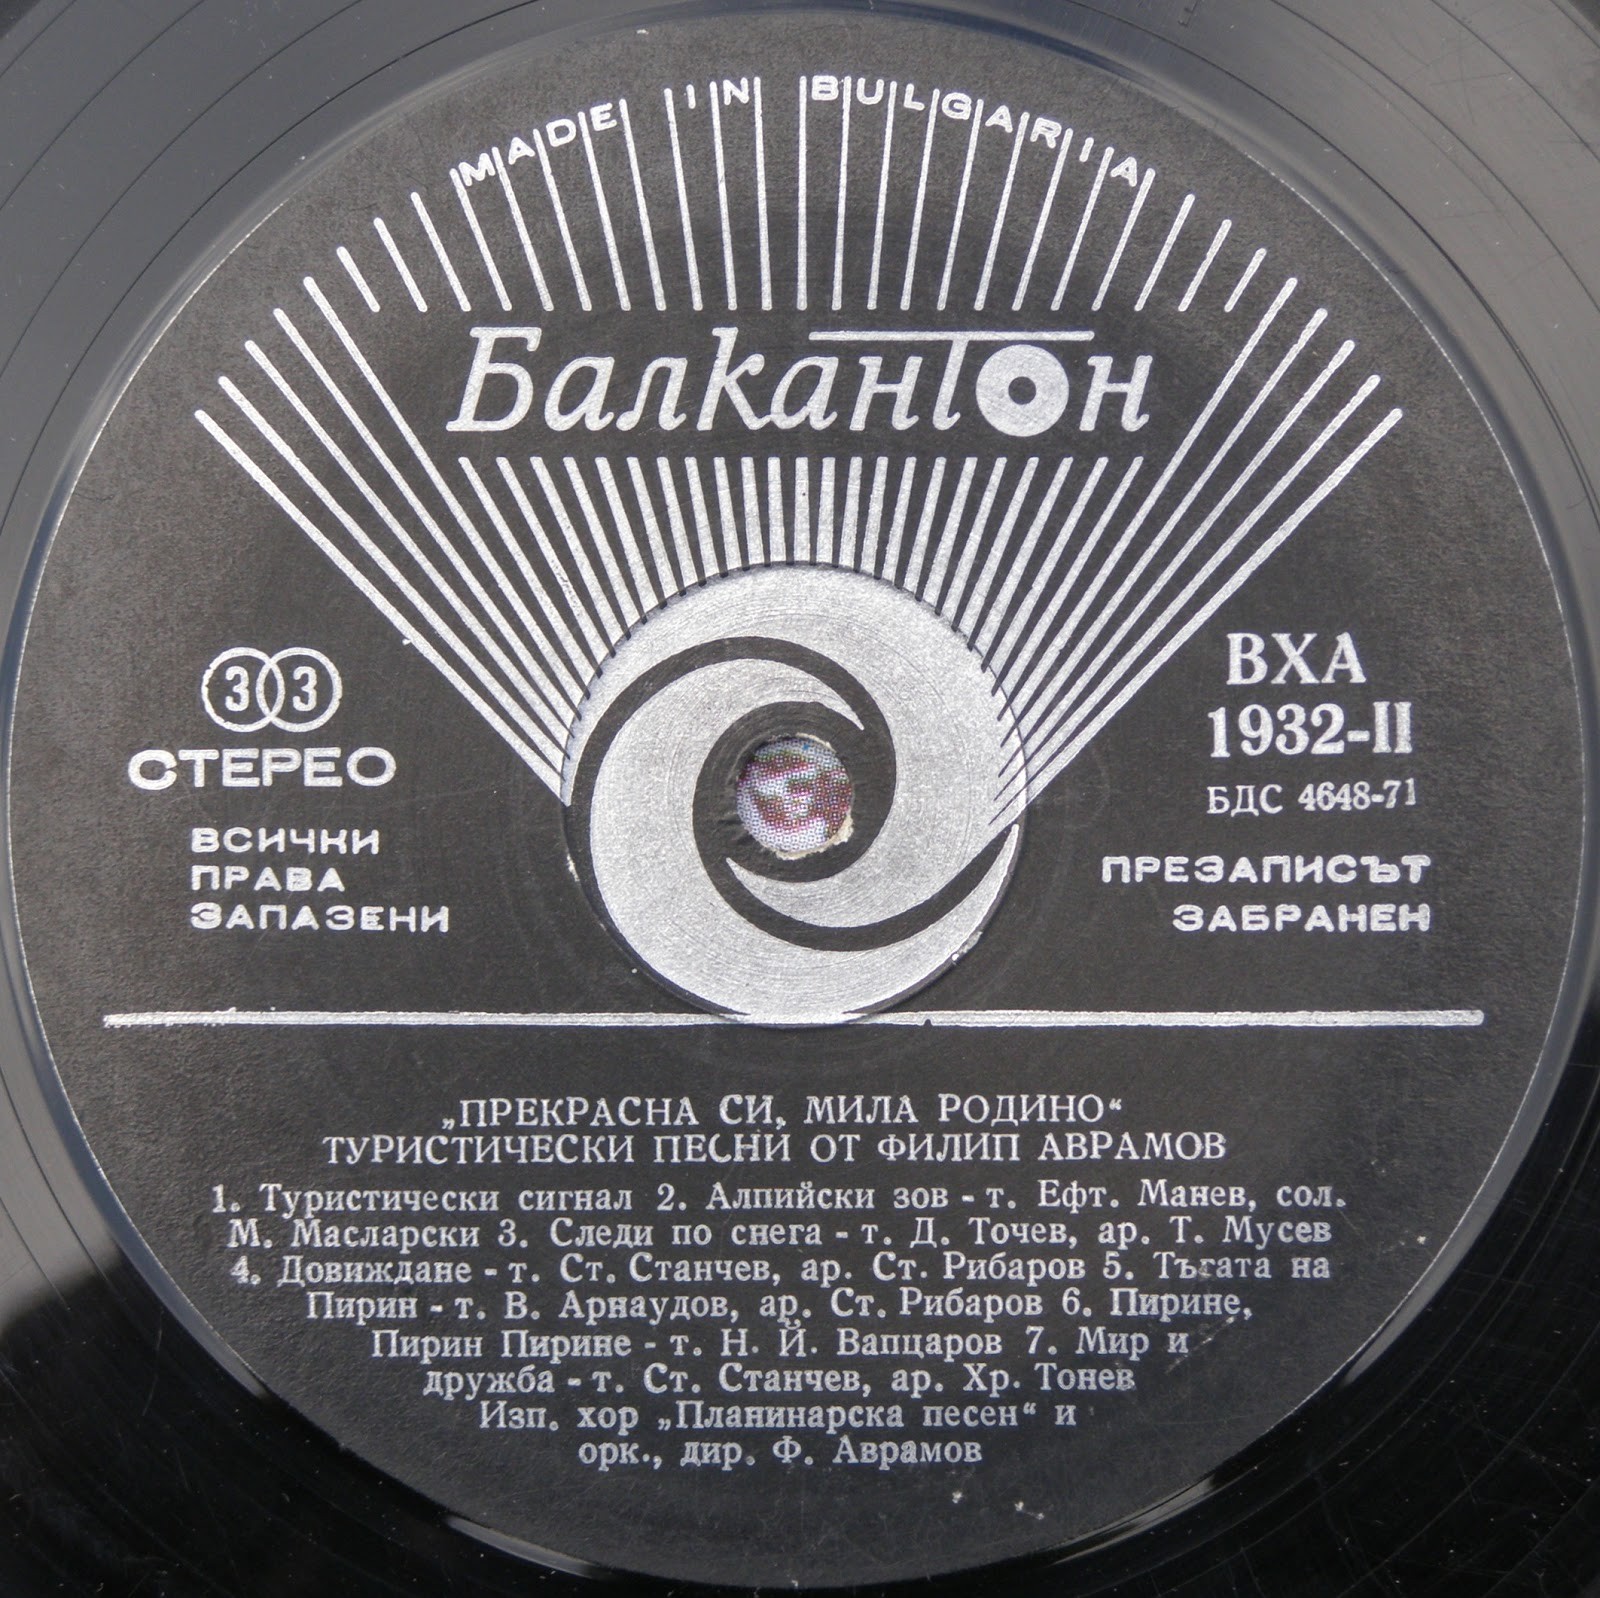 MADE IN BULGARIA
Балкантон
33
СТЕРЕО
ВСИЧКИ
ПРАВА
ЗАПАЗЕНИ
ВХА
1932-II
БДС 4648-71
ПРЕЗАПИСЪТ
ЗАБРАНЕН
„ПРЕКРАСНА СИ, МИЛА РОДИНО“
ТУРИСТИЧЕСКИ ПЕСНИ ОТ ФИЛИП АВРАМОВ
1. Туристически сигнал 2. Алпийски зов - т. Ефт. Манев, сол.
М. Масларски 3. Следи по снега - т. Д. Точев, ар. Т. Мусев
4. Довиждане - т. Ст. Станчев, ар. Ст. Рибаров 5. Тъгата на
Пирин - т. В. Арнаудов, ар. Ст. Рибаров 6. Пирине,
Пирин Пирине - т. Н. Й. Вапцаров 7. Мир и
дружба - т. Ст. Станчев, ар. Хр. Тонев
Изп. хор „Планинарска песен“ и
орк., дир. Ф. Аврамов